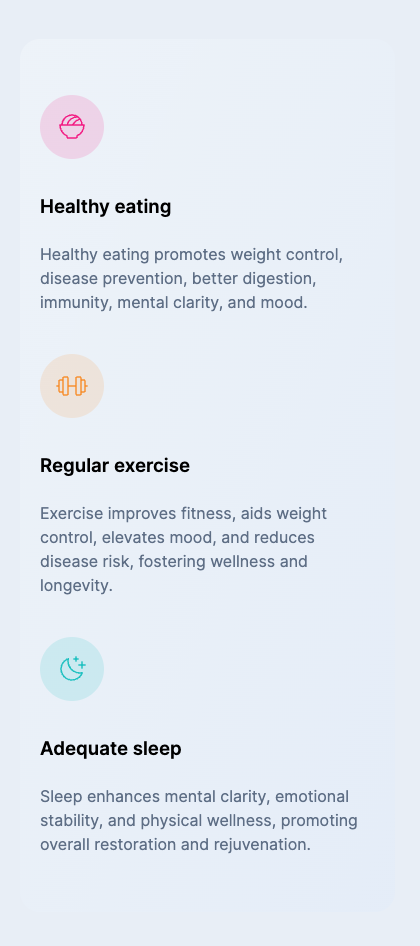 Healthy eating
Healthy eating promotes weight control,
disease prevention, better digestion,
immunity, mental clarity, and mood.
Regular exercise
Exercise improves fitness, aids weight
control, elevates mood, and reduces
disease risk, fostering wellness and
longevity.
Adequate sleep
Sleep enhances mental clarity, emotional
stability, and physical wellness, promoting
overall restoration and rejuvenation.